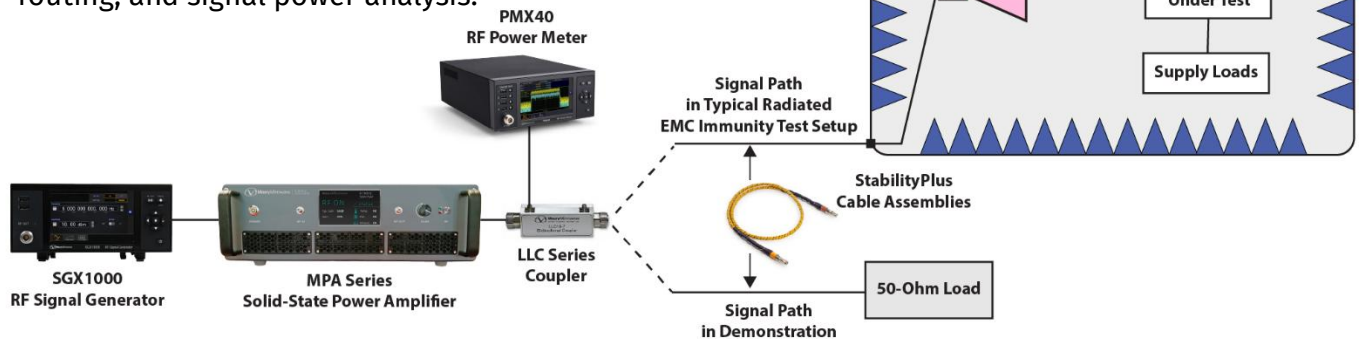 routing, and signal power analysis.
Under Test
Supply Loads
PMX40
RF Power Meter
Signal Path
in Typical Radiated
EMC Immunity Test Setup
StabilityPlus
Cable Assemblies
SGX1000
RF Signal Generator
MPA Series
Solid-State Power Amplifier
LLC Series
Coupler
50-Ohm Load
Signal Path
in Demonstration